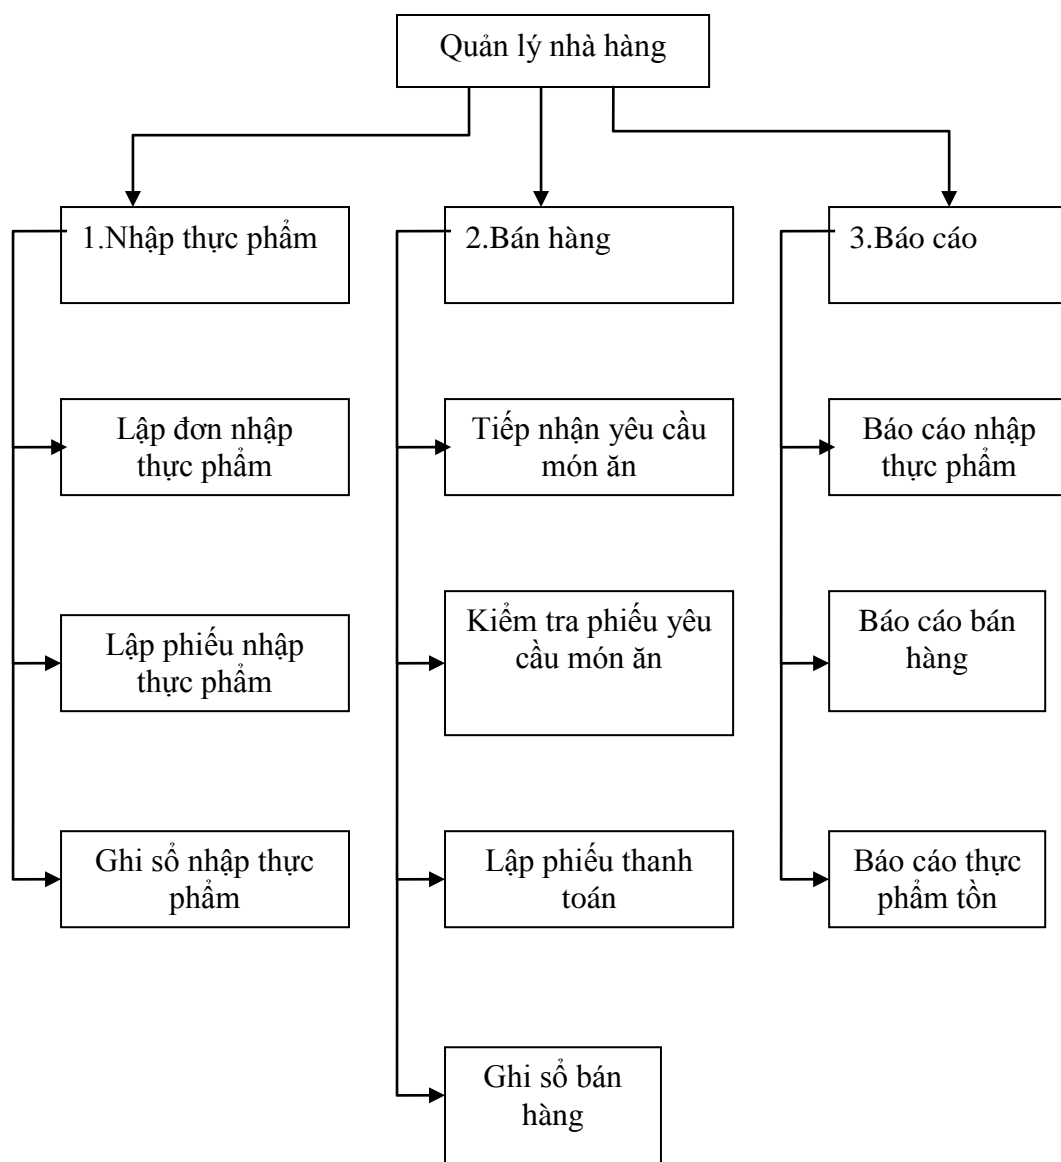 Quản lý nhà hàng
1.Nhập thực phẩm
2.Bán hàng
3.Báo cáo
Lập đơn nhập
thực phẩm
Tiếp nhận yêu cầu
món ăn
Báo cáo nhập
thực phẩm
Lập phiếu nhập
thực phẩm
Kiểm tra phiếu yêu
cầu món ăn
Báo cáo bán
hàng
Ghi sổ nhập thực
phẩm
Lập phiếu thanh
toán
Báo cáo thực
phẩm tồn
Ghi sổ bán
hàng